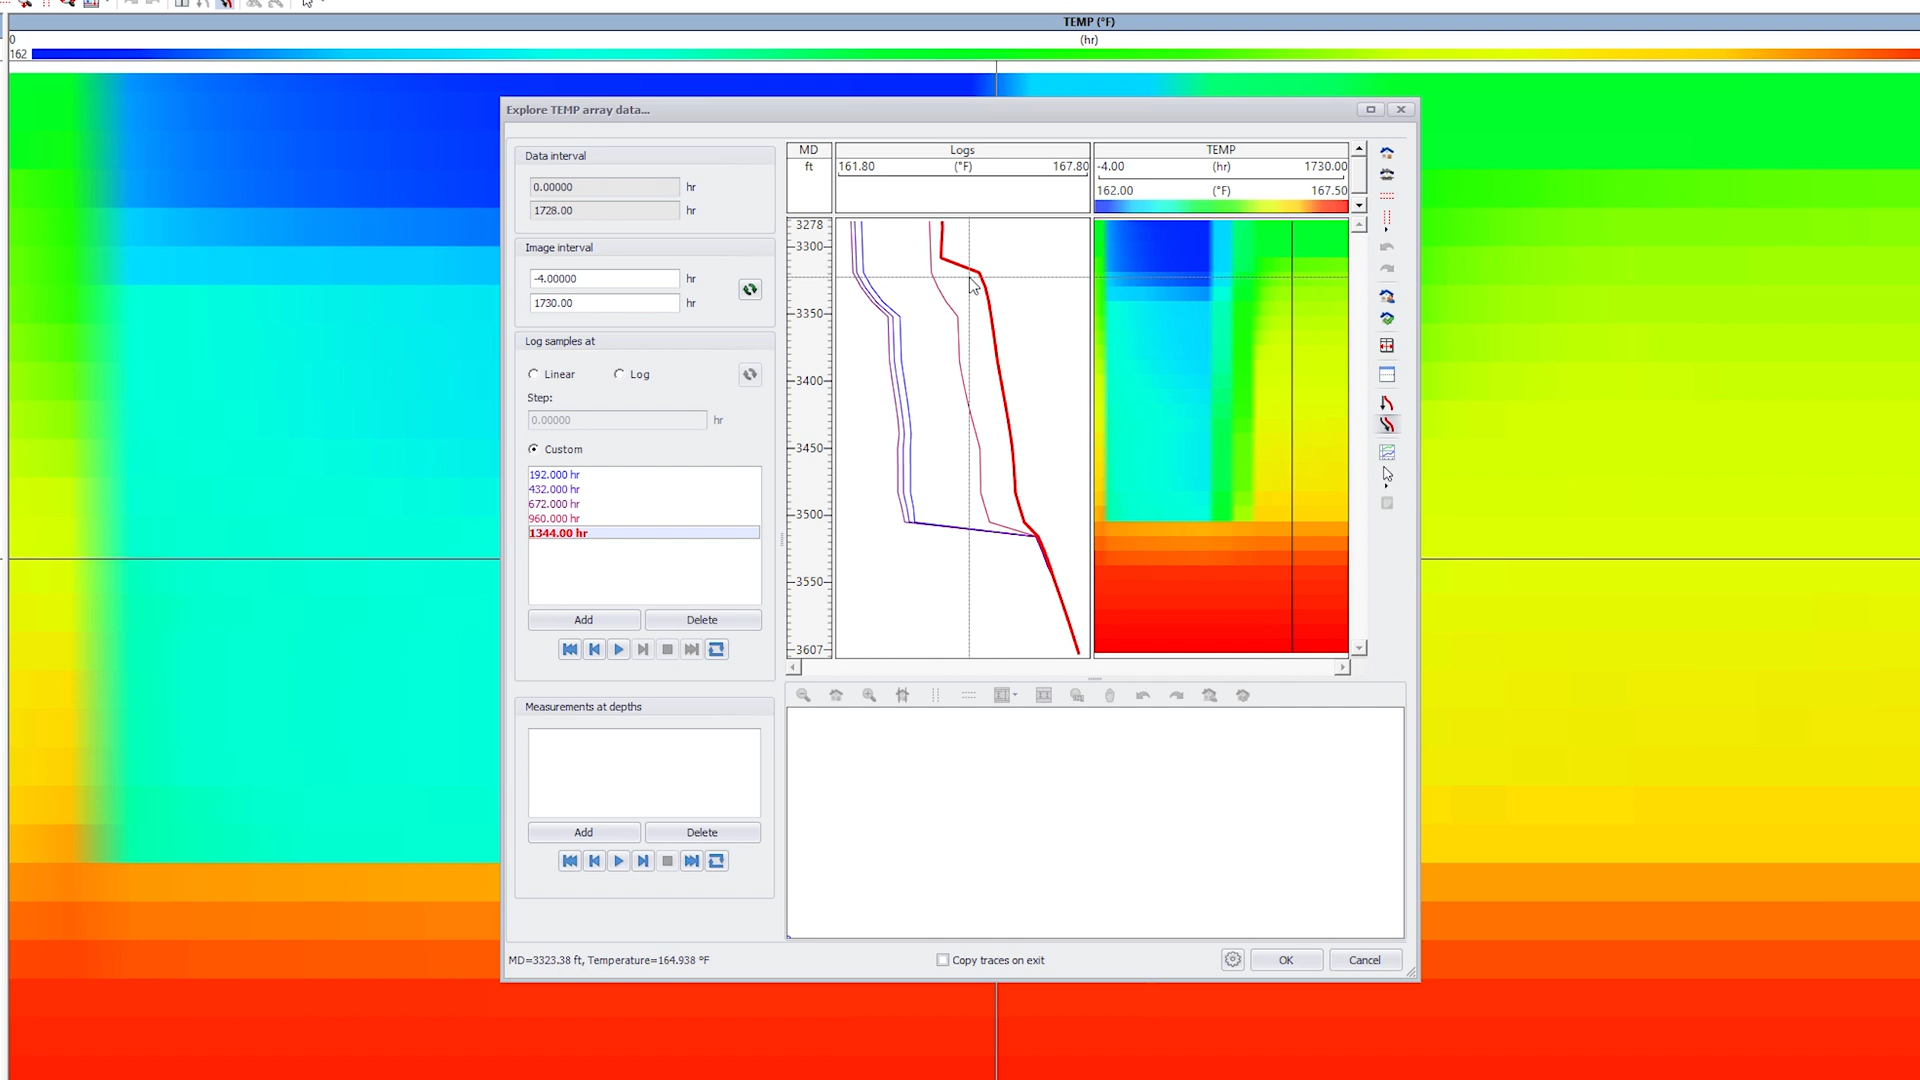 TEMP (°F)
0
(hr)
162
Explore TEMP array data...
Data interval
0.00000 hr
1728.00 hr
Image interval
-4.00000 hr
1730.00 hr
Log samples at
Linear Log
Step:
0.00000 hr
Custom
192.000 hr
432.000 hr
672.000 hr
960.000 hr
1344.00 hr
Add Delete
Measurements at depths
Add Delete
MD Logs TEMP
ft 161.80 (°F) 167.80 -4.00 (hr) 1730.00
162.00 (°F) 167.50
3278
3300
3350
3400
3450
3500
3550
3607
MD=3323.38 ft, Temperature=164.938 °F Copy traces on exit OK Cancel